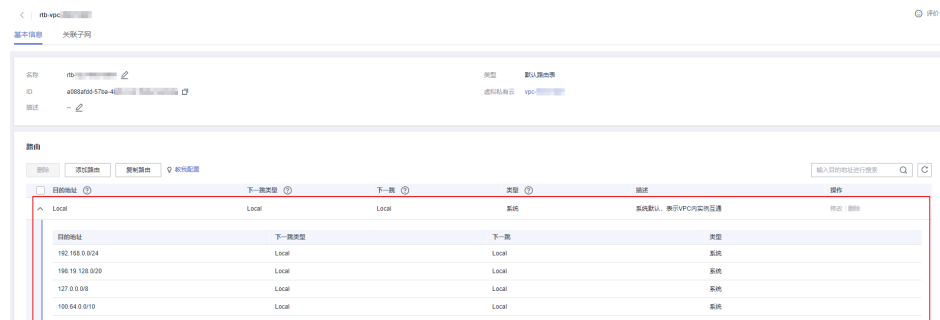 rtb-vpc
评价
基本信息 关联子网
名称 rtb- 类型 默认路由表
ID a088afdd-57ba-4 虚拟私有云 vpc-
描述 --
路由
删除 添加路由 复制路由 教我配置 输入目的地址进行搜索
目的地址 下一跳类型 下一跳 类型 描述 操作
Local Local Local 系统 系统默认，表示VPC内实例互通 修改 删除
目的地址 下一跳类型 下一跳 类型
192.168.0.0/24 Local Local 系统
198.19.128.0/20 Local Local 系统
127.0.0.0/8 Local Local 系统
100.64.0.0/10 Local Local 系统